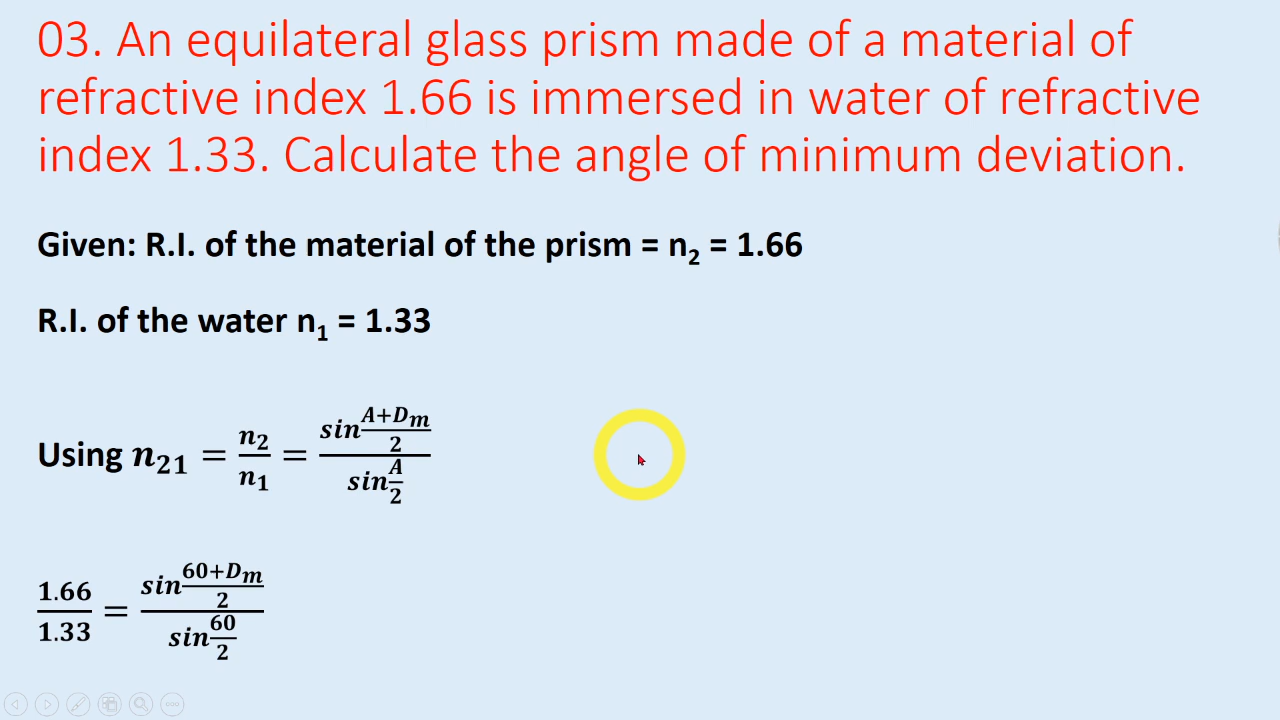 03. An equilateral glass prism made of a material of
refractive index 1.66 is immersed in water of refractive
index 1.33. Calculate the angle of minimum deviation.
Given: R.I. of the material of the prism = n₂ = 1.66
R.I. of the water n₁ = 1.33
Using n₂₁ = n₂/n₁ = sin (A+Dₘ)/2 / sin A/2
1.66/1.33 = sin (60+Dₘ)/2 / sin 60/2